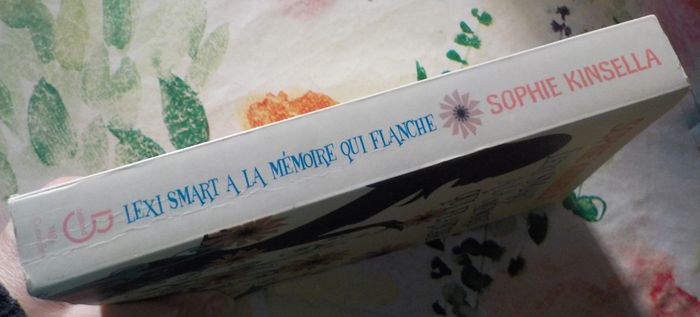 LEXI SMART A LA MÉMOIRE QUI FLANCHE
SOPHIE KINSELLA